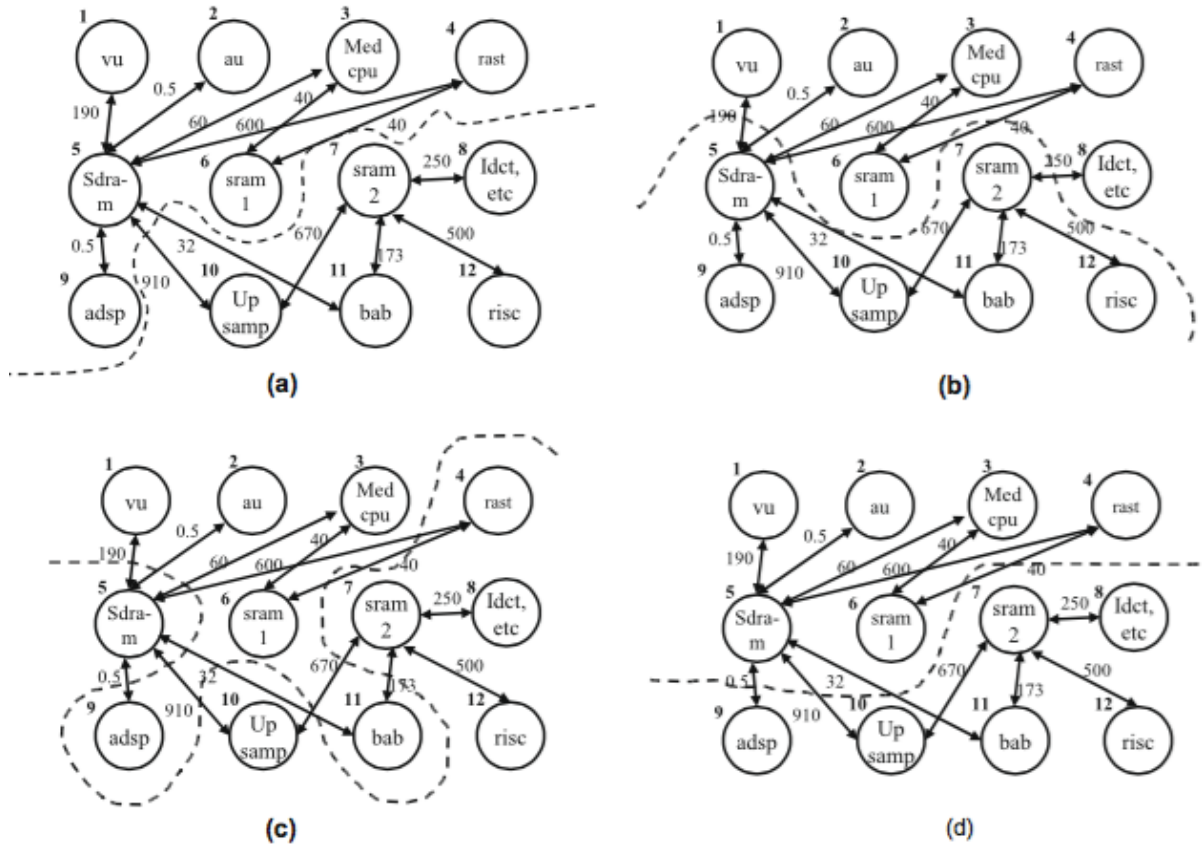 1
vu
2
au
3
Med
cpu
4
rast
190
0.5
60
40
600
40
5
Sdra-
m
6
sram
1
7
sram
2
250
8
Idct,
etc
0.5
32
670
173
500
9
adsp
910
10
Up
samp
11
bab
12
risc
(a)
1
vu
2
au
3
Med
cpu
4
rast
190
0.5
60
40
600
40
5
Sdra-
m
6
sram
1
7
sram
2
250
8
Idct,
etc
0.5
32
670
173
500
9
adsp
910
10
Up
samp
11
bab
12
risc
(b)
1
vu
2
au
3
Med
cpu
4
rast
190
0.5
60
40
600
40
5
Sdra-
m
6
sram
1
7
sram
2
250
8
Idct,
etc
0.5
32
670
173
500
9
adsp
910
10
Up
samp
11
bab
12
risc
(c)
1
vu
2
au
3
Med
cpu
4
rast
190
0.5
60
40
600
40
5
Sdra-
m
6
sram
1
7
sram
2
250
8
Idct,
etc
0.5
32
670
173
500
9
adsp
910
10
Up
samp
11
bab
12
risc
(d)